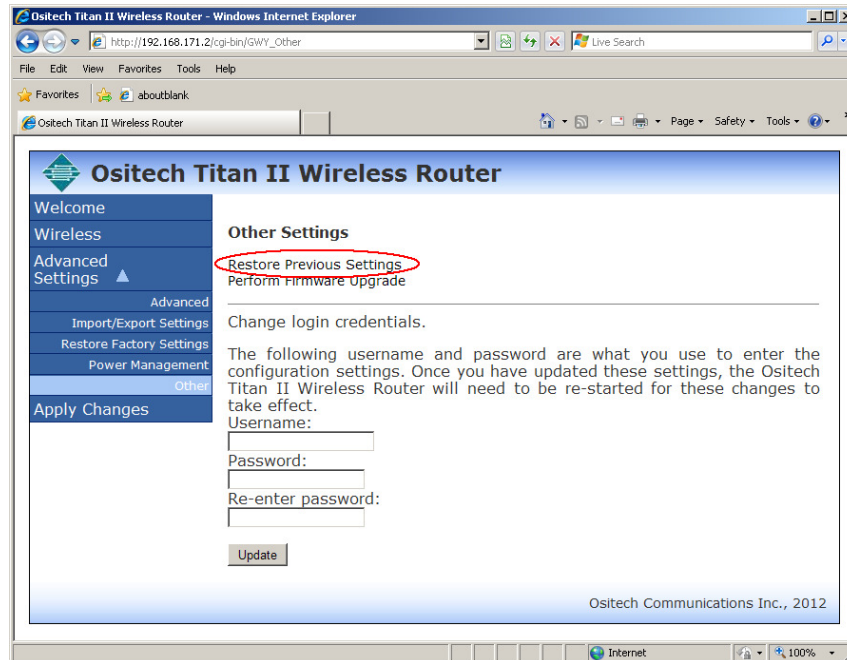 Ositech Titan II Wireless Router - Windows Internet Explorer
http://192.168.171.2/cgi-bin/GWY_Other
Live Search
File Edit View Favorites Tools Help
Favorites aboutblank
Ositech Titan II Wireless Router
Page Safety Tools
Ositech Titan II Wireless Router
Welcome
Wireless
Advanced
Settings
Advanced
Import/Export Settings
Restore Factory Settings
Power Management
Other
Apply Changes
Other Settings
Restore Previous Settings
Perform Firmware Upgrade
Change login credentials.
The following username and password are what you use to enter the
configuration settings. Once you have updated these settings, the Ositech
Titan II Wireless Router will need to be re-started for these changes to
take effect.
Username:
Password:
Re-enter password:
Update
Ositech Communications Inc., 2012
Internet 100%